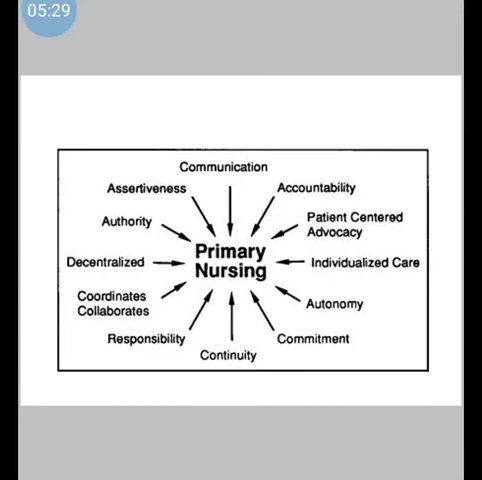 05:29
Communication
Assertiveness
Accountability
Authority
Patient Centered
Advocacy
Primary
Nursing
Decentralized
Individualized Care
Coordinates
Collaborates
Autonomy
Responsibility
Commitment
Continuity